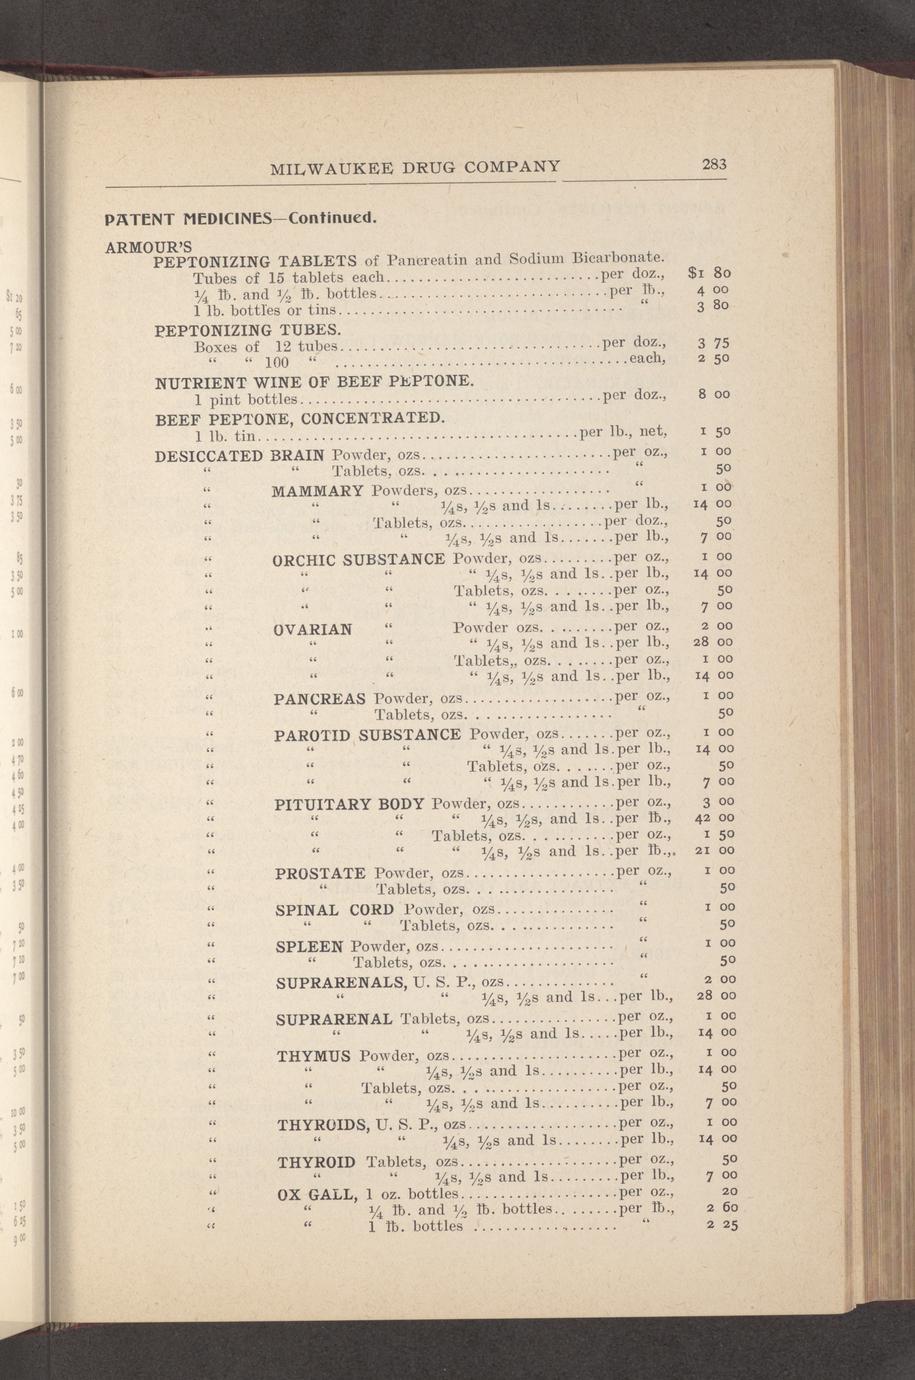 MILWAUKEE DRUG COMPANY 283
PATENT MEDICINES—Continued.
ARMOUR'S
PEPTONIZING TABLETS of Pancreatin and Sodium Bicarbonate.
Tubes of 15 tablets each............................per doz., $1 80
¼ lb. and ½ lb. bottles.............................per lb., 4 00
1 lb. bottles or tins.................................... “ 3 80
PEPTONIZING TUBES.
Boxes of 12 tubes.................................per doz., 3 75
“ “ 100 “ .....................................each, 2 50
NUTRIENT WINE OF BEEF PEPTONE.
1 pint bottles......................................per doz., 8 00
BEEF PEPTONE, CONCENTRATED.
1 lb. tin.........................................per lb., net, 1 50
DESICCATED BRAIN Powder, ozs........................per oz., 1 00
“ “ Tablets, ozs........................ “ 50
“ MAMMARY Powders, ozs.................. “ 1 00
“ “ “ ¼s, ½s and 1s........per lb., 14 00
“ “ Tablets, ozs..................per doz., 50
“ “ “ ¼s, ½s and 1s.......per lb., 7 00
“ ORCHIC SUBSTANCE Powder, ozs.........per oz., 1 00
“ “ “ “ ¼s, ½s and 1s..per lb., 14 00
“ “ “ Tablets, ozs.........per oz., 50
“ “ “ “ ¼s, ½s and 1s..per lb., 7 00
“ OVARIAN “ Powder ozs.........per oz., 2 00
“ “ “ “ ¼s, ½s and 1s..per lb., 28 00
“ “ “ Tablets,, ozs.........per oz., 1 00
“ “ “ “ ¼s, ½s and 1s..per lb., 14 00
“ PANCREAS Powder, ozs...................per oz., 1 00
“ “ Tablets, ozs................... “ 50
“ PAROTID SUBSTANCE Powder, ozs.......per oz., 1 00
“ “ “ “ ¼s, ½s and 1s.per lb., 14 00
“ “ “ Tablets, ozs.......per oz., 50
“ “ “ “ ¼s, ½s and 1s.per lb., 7 00
“ PITUITARY BODY Powder, ozs............per oz., 3 00
“ “ “ “ ¼s, ½s, and 1s..per lb., 42 00
“ “ “ Tablets, ozs............per oz., 1 50
“ “ “ “ ¼s, ½s and 1s..per lb.,. 21 00
“ PROSTATE Powder, ozs...................per oz., 1 00
“ “ Tablets, ozs................... “ 50
“ SPINAL CORD Powder, ozs............... “ 1 00
“ “ “ Tablets, ozs................ “ 50
“ SPLEEN Powder, ozs...................... “ 1 00
“ “ Tablets, ozs...................... “ 50
“ SUPRARENALS, U. S. P., ozs.............. “ 2 00
“ “ “ ¼s, ½s and 1s...per lb., 28 00
“ SUPRARENAL Tablets, ozs................per oz., 1 00
“ “ “ ¼s, ½s and 1s.....per lb., 14 00
“ THYMUS Powder, ozs.....................per oz., 1 00
“ “ “ ¼s, ½s and 1s..........per lb., 14 00
“ “ Tablets, ozs.....................per oz., 50
“ “ “ ¼s, ½s and 1s..........per lb., 7 00
“ THYROIDS, U. S. P., ozs...................per oz., 1 00
“ “ “ ¼s, ½s and 1s........per lb., 14 00
“ THYROID Tablets, ozs....................per oz., 50
“ “ “ ¼s, ½s and 1s.........per lb., 7 00
“ OX GALL, 1 oz. bottles....................per oz., 20
“ “ ¼ lb. and ½ lb. bottles........per lb., 2 60
“ “ 1 lb. bottles .................. “ 2 25